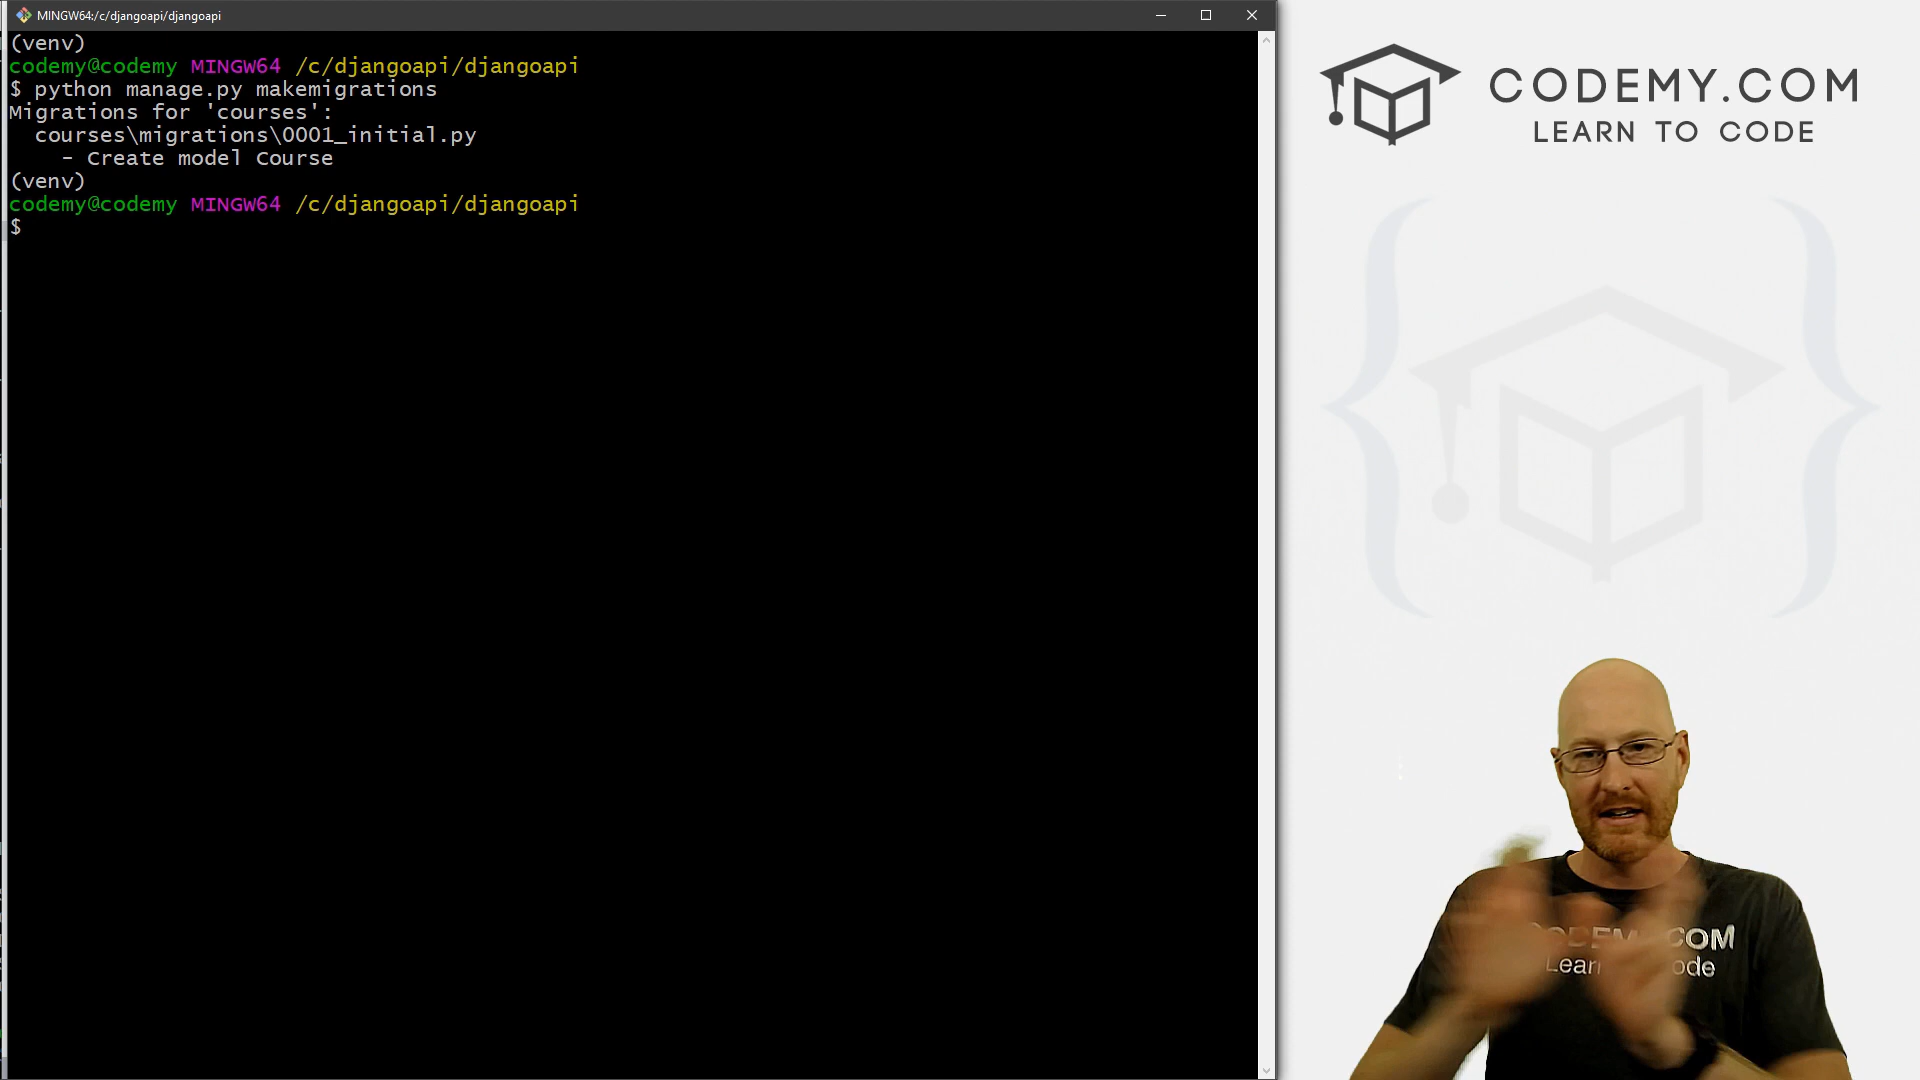 MINGW64:/c/djangoapi/djangoapi
(venv)
codemy@codemy MINGW64 /c/djangoapi/djangoapi
$ python manage.py makemigrations
Migrations for 'courses':
courses\migrations\0001_initial.py
- Create model Course
(venv)
codemy@codemy MINGW64 /c/djangoapi/djangoapi
$
CODEMY.COM
LEARN TO CODE